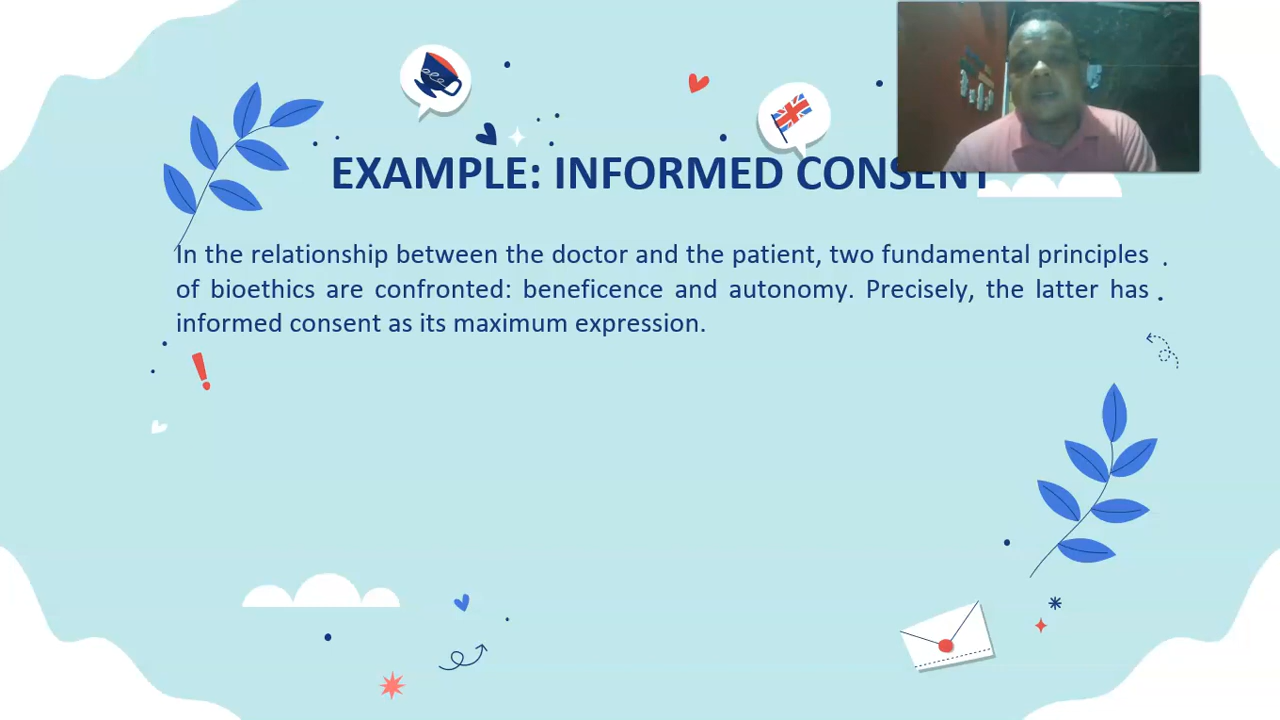 EXAMPLE: INFORMED CONSENT
In the relationship between the doctor and the patient, two fundamental principles
of bioethics are confronted: beneficence and autonomy. Precisely, the latter has
informed consent as its maximum expression.